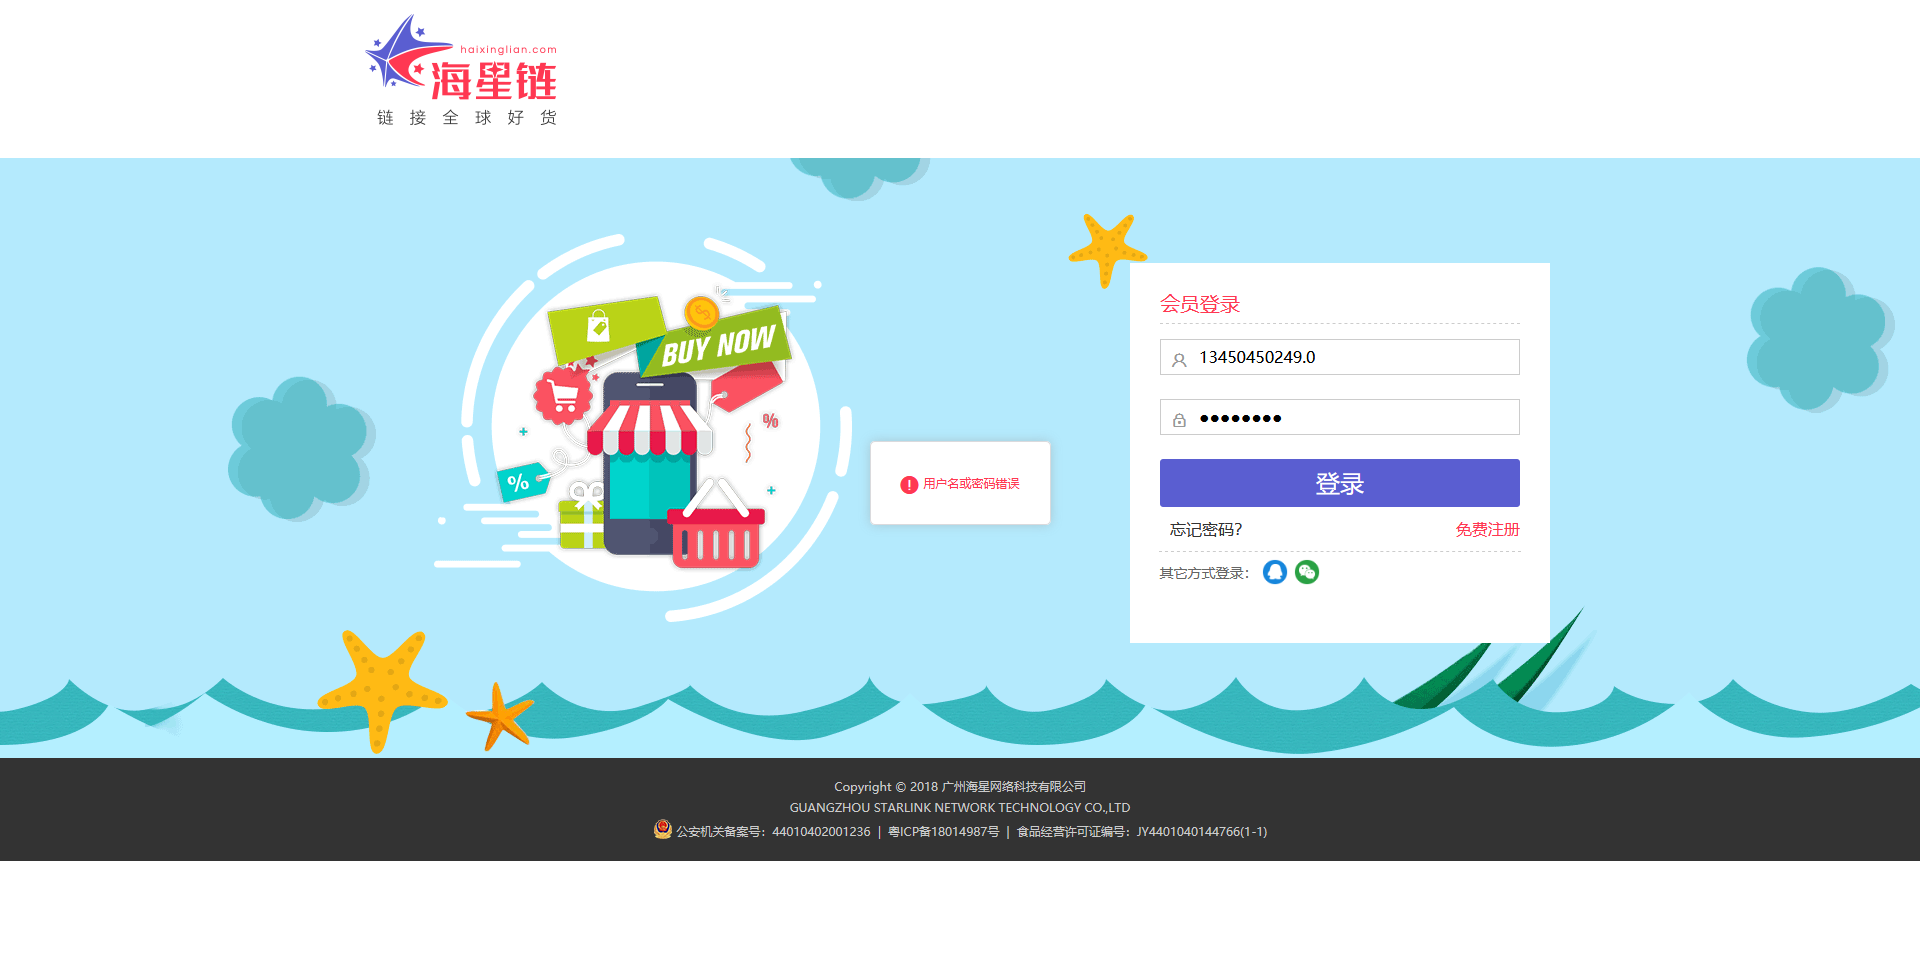 haixinglian.com
海星链
链接全球好货
BUY NOW
%
%
会员登录
13450450249.0
●●●●●●●●
用户名或密码错误
登录
忘记密码?
免费注册
其它方式登录:
Copyright © 2018 广州海星网络科技有限公司
GUANGZHOU STARLINK NETWORK TECHNOLOGY CO.,LTD
公安机关备案号: 44010402001236 | 粤ICP备18014987号 | 食品经营许可证编号: JY4401040144766(1-1)